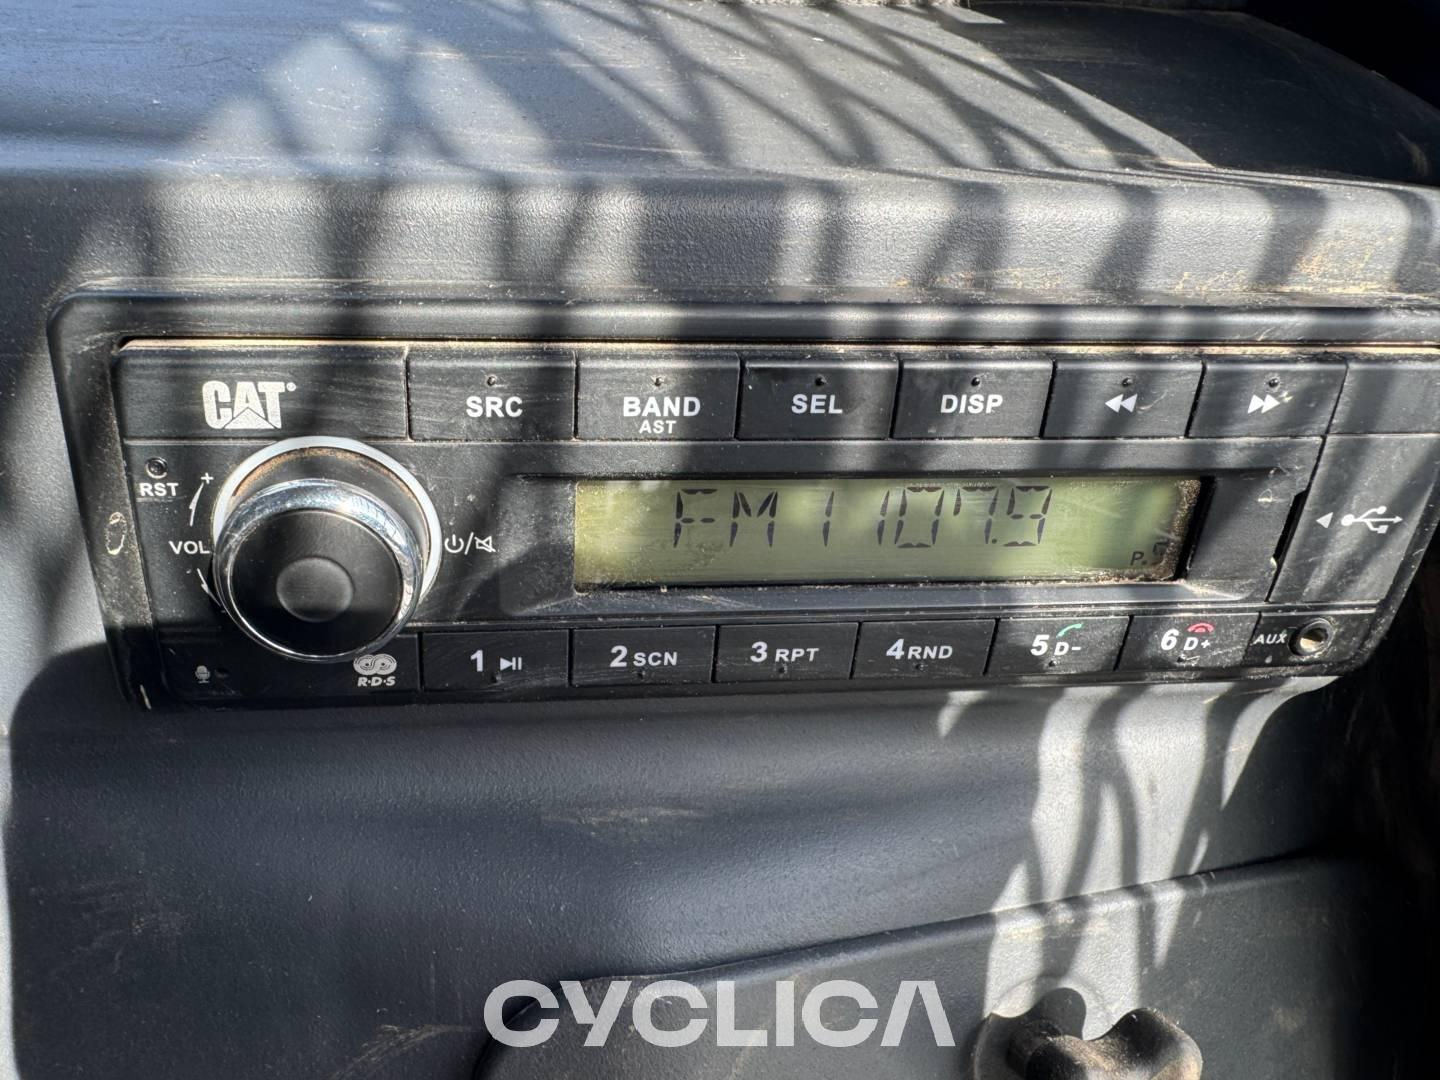 CAT®
SRC
BAND
AST
SEL
DISP
RST
+
VOL
-
FM1 107.9
P.
1
2 SCN
3 RPT
4 RND
5 D-
6 D+
AUX
R·D·S
CYCLICA